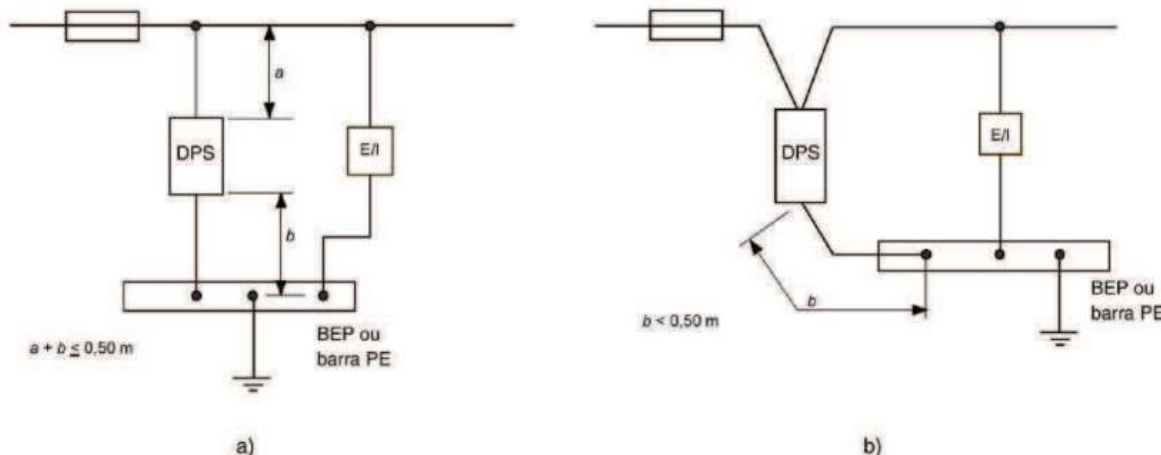 a
DPS
E/I
b
BEP ou
barra PE
a + b ≤ 0,50 m
a)
DPS
E/I
b
BEP ou
barra PE
b < 0,50 m
b)